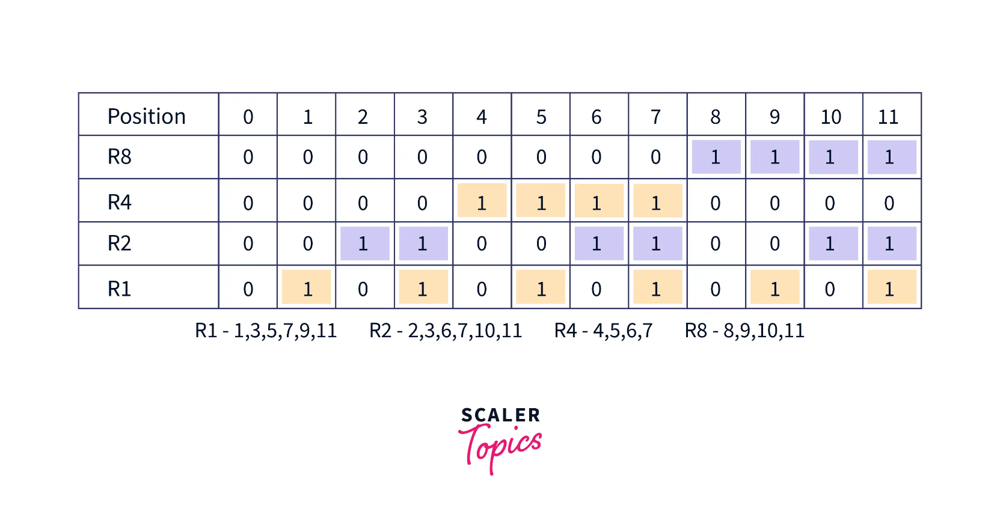 Position 0 1 2 3 4 5 6 7 8 9 10 11
R8 0 0 0 0 0 0 0 0 1 1 1 1
R4 0 0 0 0 1 1 1 1 0 0 0 0
R2 0 0 1 1 0 0 1 1 0 0 1 1
R1 0 1 0 1 0 1 0 1 0 1 0 1
R1 - 1,3,5,7,9,11 R2 - 2,3,6,7,10,11 R4 - 4,5,6,7 R8 - 8,9,10,11
SCALER
Topics